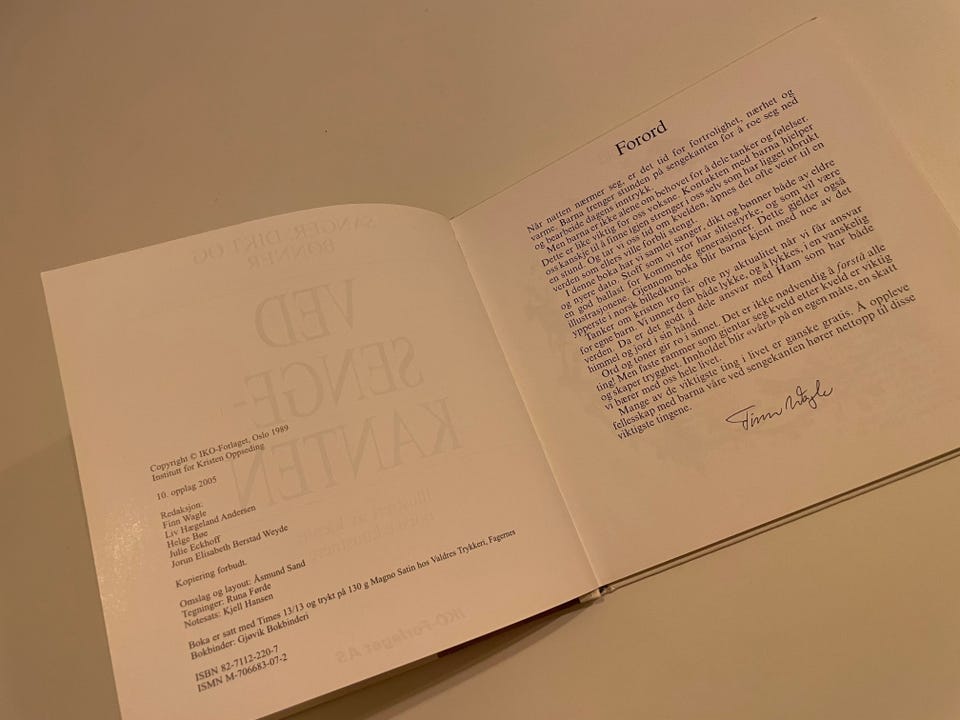 SANGER, DIKT OG
BØNNER
VED
SENGE-
KANTEN
IKO-Forlaget AS
Copyright © IKO-Forlaget, Oslo 1989
Institutt for Kristen Oppseding
10. opplag 2005
Redaksjon:
Finn Wagle
Liv Hægeland Andersen
Helge Bøe
Julie Eckhoff
Jorun Elisabeth Berstad Weyde
Kopiering forbudt.
Omslag og layout: Åsmund Sand
Tegninger: Runa Førde
Notesats: Kjell Hansen
Boka er satt med Times 13/13 og trykt på 130 g Magno Satin hos Valdres Trykkeri, Fagernes
Bokbinder: Gjøvik Bokbinderi
ISBN 82-7112-220-7
ISMN M-706683-07-2
Forord
Når natten nærmer seg, er det tid for fortrolighet, nærhet og
varme. Barna trenger stunden på sengekanten for å roe seg ned
og bearbeide dagens inntrykk.
Men barna er ikke alene om behovet for å dele tanker og følelser.
Dette er like viktig for oss voksne. Kontakten med barna hjelper
oss kanskje til å finne igjen strenger i oss selv som har ligget ubrukt
en stund. Og tar vi oss tid om kvelden, åpnes det ofte veier til en
verden som ellers ville forbli stengt.
I denne boka har vi samlet sanger, dikt og bønner både av eldre
og nyere dato. Stoff som vi tror har slitestyrke, og som vil være
en god ballast for kommende generasjoner. Dette gjelder også
illustrasjonene. Gjennom boka blir barna kjent med noe av det
ypperste i norsk billedkunst.
Tanker om kristen tro får ofte ny aktualitet når vi får ansvar
for egne barn. Vi unner dem både lykke, og å lykkes, i en vanskelig
verden. Da er det godt å dele ansvar med Ham som har både
himmel og jord i sin hånd.
Ord og toner gir ro i sinnet. Det er ikke nødvendig å forstå alle
ting! Men faste rammer som gjentar seg kveld etter kveld er viktig
og skaper trygghet. Innholdet blir «vårt» på en egen måte, en skatt
vi bærer med oss hele livet.
Mange av de viktigste ting i livet er ganske gratis. Å oppleve
fellesskap med barna våre ved sengekanten hører nettopp til disse
viktigste tingene.
Finn Wagle